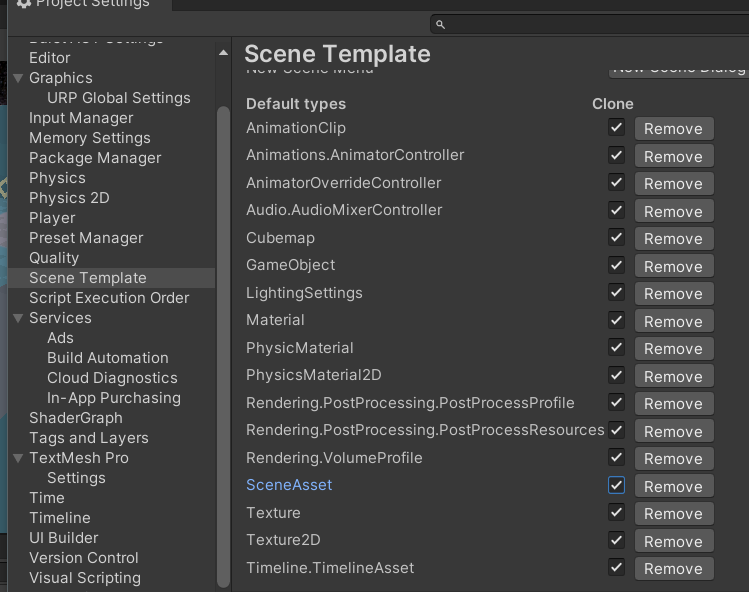 Project Settings
Scene Template
Editor
Graphics
URP Global Settings
Input Manager
Memory Settings
Package Manager
Physics
Physics 2D
Player
Preset Manager
Quality
Scene Template
Script Execution Order
Services
Ads
Build Automation
Cloud Diagnostics
In-App Purchasing
ShaderGraph
Tags and Layers
TextMesh Pro
Settings
Time
Timeline
UI Builder
Version Control
Visual Scripting
New Scene Menu New Scene Dialog
Default types Clone
AnimationClip Remove
Animations.AnimatorController Remove
AnimatorOverrideController Remove
Audio.AudioMixerController Remove
Cubemap Remove
GameObject Remove
LightingSettings Remove
Material Remove
PhysicMaterial Remove
PhysicsMaterial2D Remove
Rendering.PostProcessing.PostProcessProfile Remove
Rendering.PostProcessing.PostProcessResources Remove
Rendering.VolumeProfile Remove
SceneAsset Remove
Texture Remove
Texture2D Remove
Timeline.TimelineAsset Remove